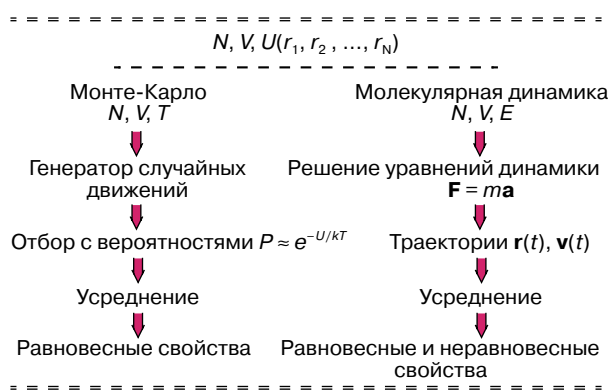 N, V, U(r₁, r₂, ..., r_N)
Монте-Карло
N, V, T
Генератор случайных
движений
Отбор с вероятностями P ≈ e^{−U/kT}
Усреднение
Равновесные свойства
Молекулярная динамика
N, V, E
Решение уравнений динамики
F = ma
Траектории r(t), v(t)
Усреднение
Равновесные и неравновесные
свойства